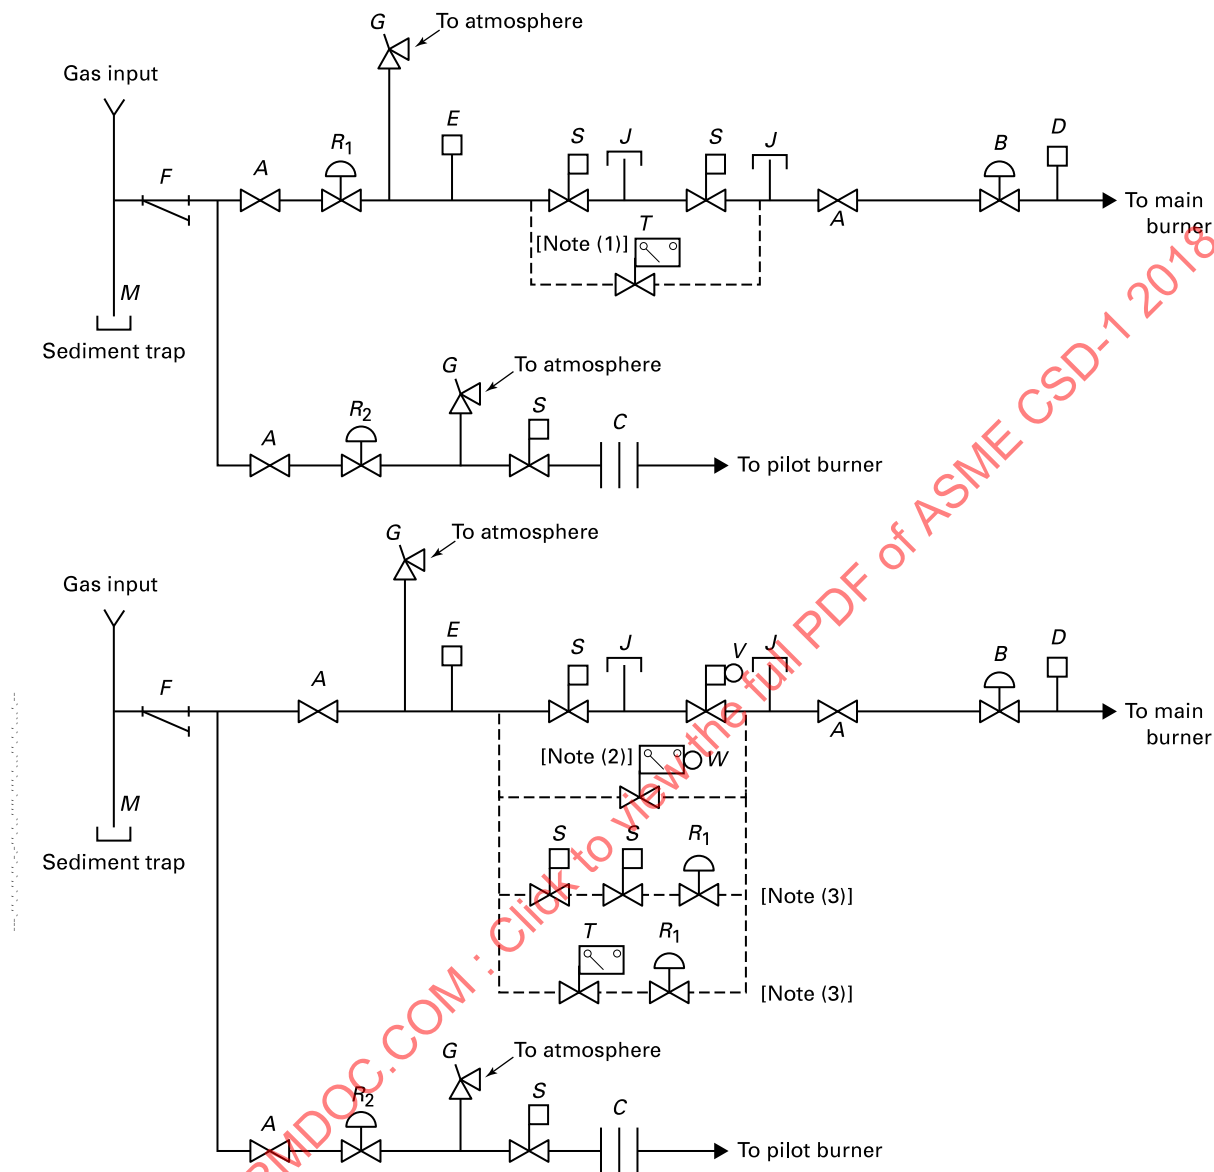 G
To atmosphere
Gas input
F
A
R1
E
S
J
S
J
A
B
D
To main
burner
[Note (1)]
T
M
Sediment trap
G
To atmosphere
A
R2
S
C
To pilot burner
G
To atmosphere
Gas input
F
A
E
S
J
V
J
A
B
D
To main
burner
[Note (2)]
W
M
Sediment trap
S
S
R1
[Note (3)]
T
R1
[Note (3)]
G
To atmosphere
A
R2
S
C
To pilot burner
RMDOC.COM : Click to view the full PDF of ASME CSD-1 2018